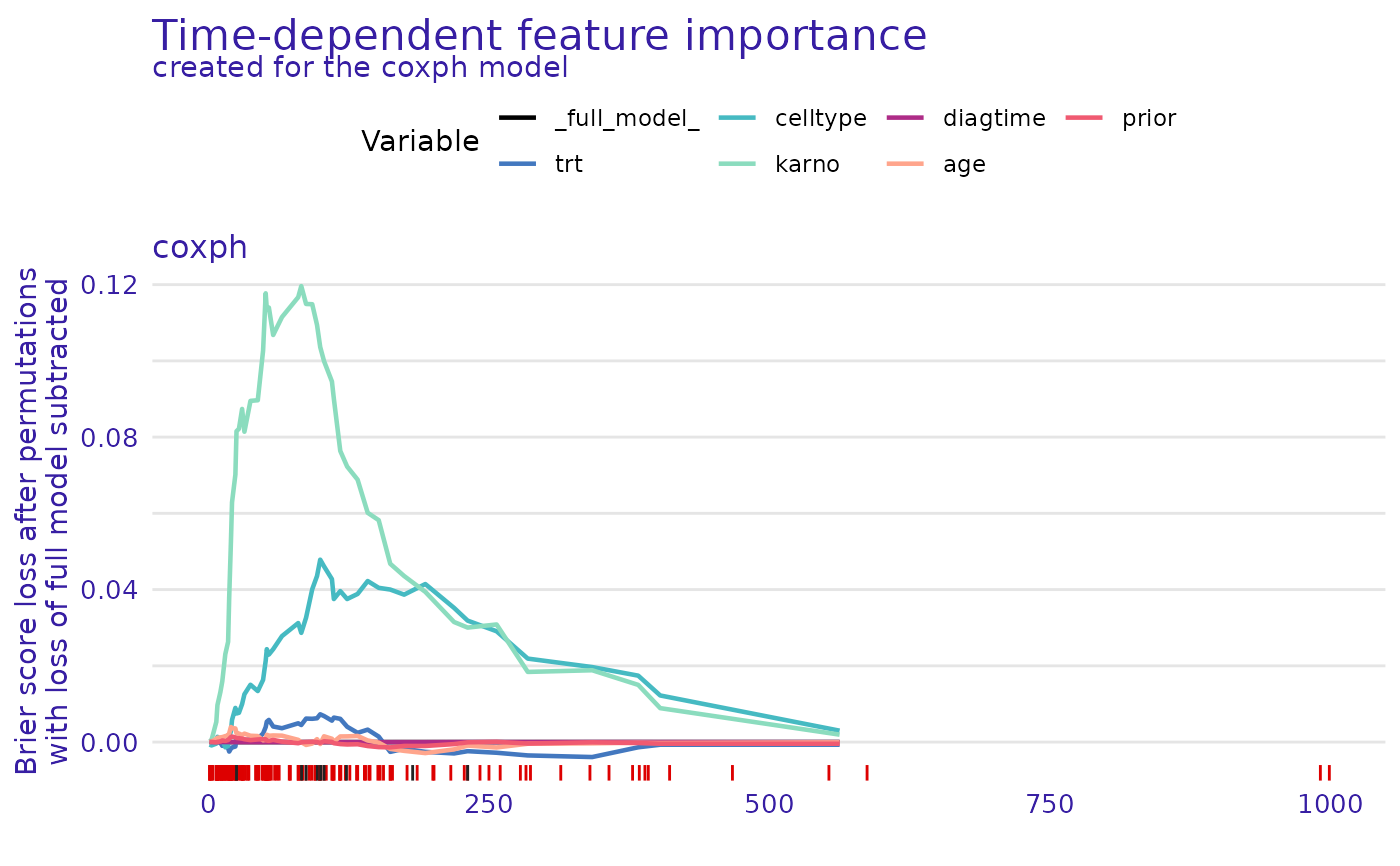 Time-dependent feature importance
created for the coxph model
Variable
_full_model_ celltype diagtime prior
trt karno age
coxph
Brier score loss after permutations
with loss of full model subtracted
0.12
0.08
0.04
0.00
0 250 500 750 1000